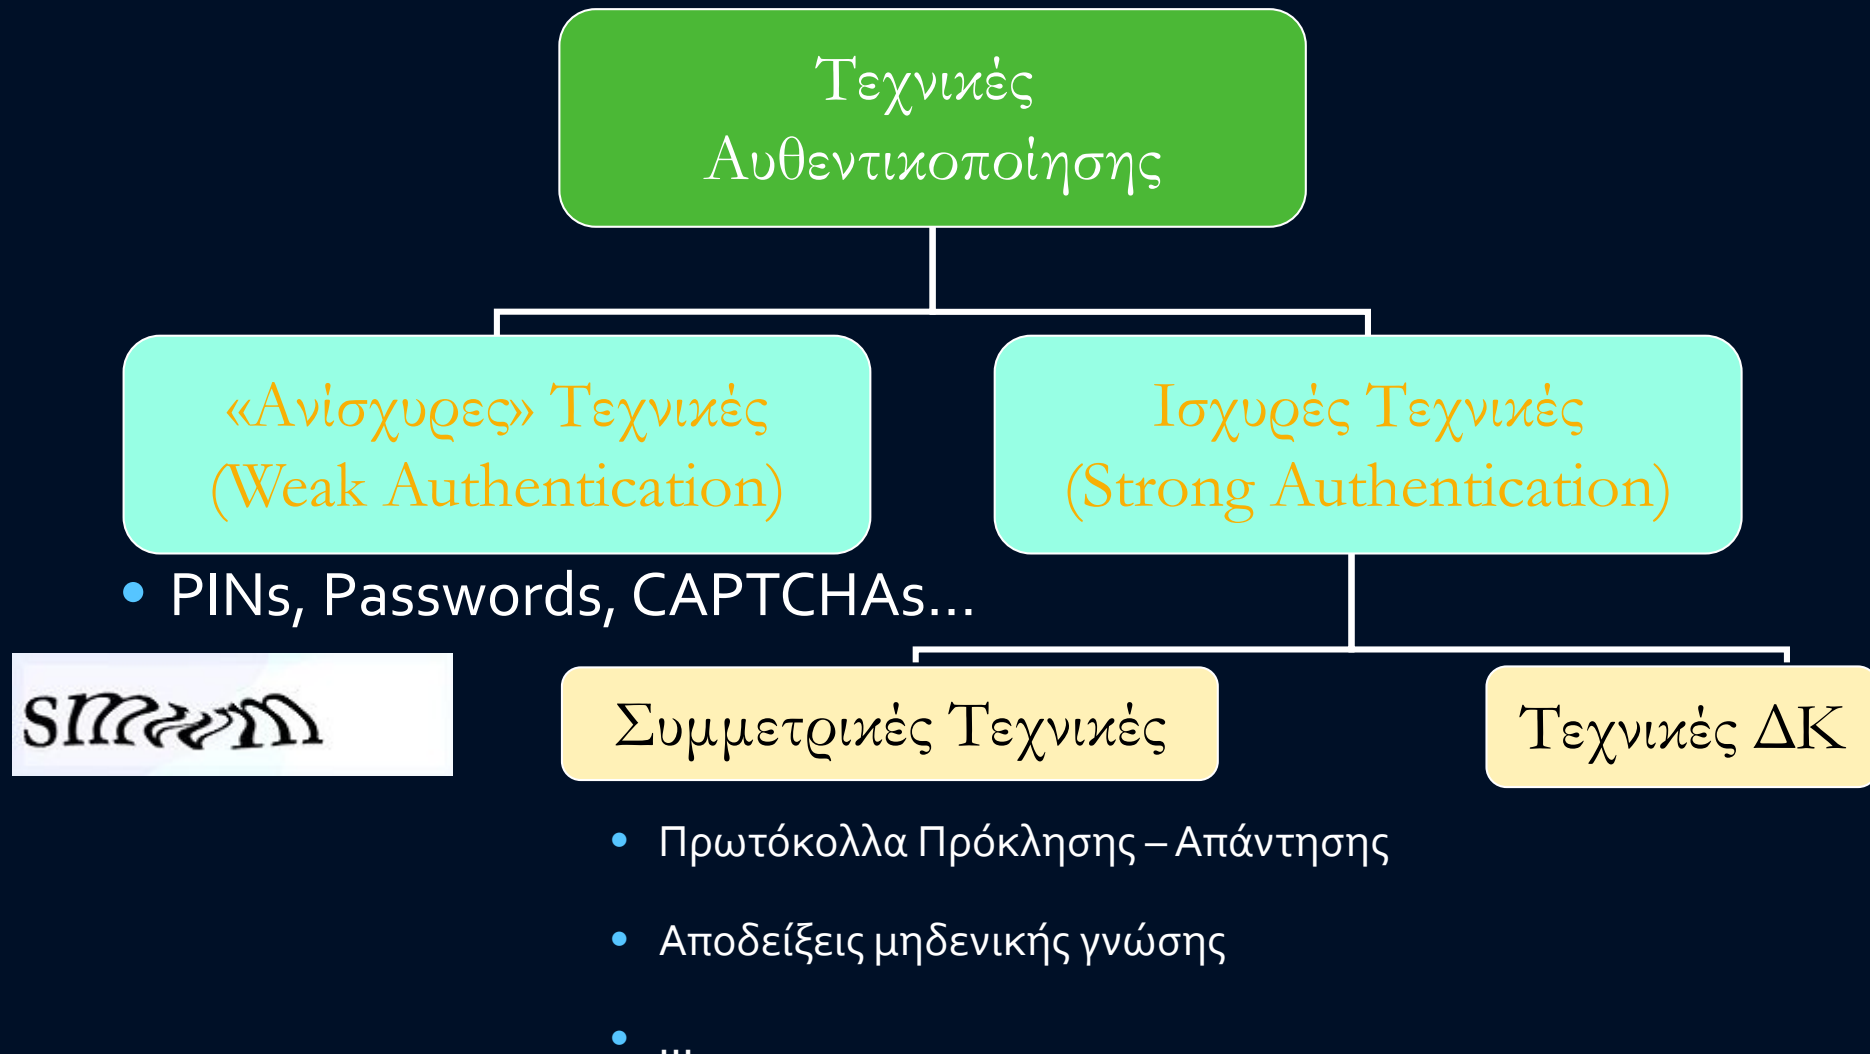 Τεχνικές
Αυθεντικοποίησης
«Ανίσχυρες» Τεχνικές
(Weak Authentication)
Ισχυρές Τεχνικές
(Strong Authentication)
• PINs, Passwords, CAPTCHAs…
smwm
Συμμετρικές Τεχνικές
Τεχνικές ΔΚ
• Πρωτόκολλα Πρόκλησης – Απάντησης
• Αποδείξεις μηδενικής γνώσης
• …